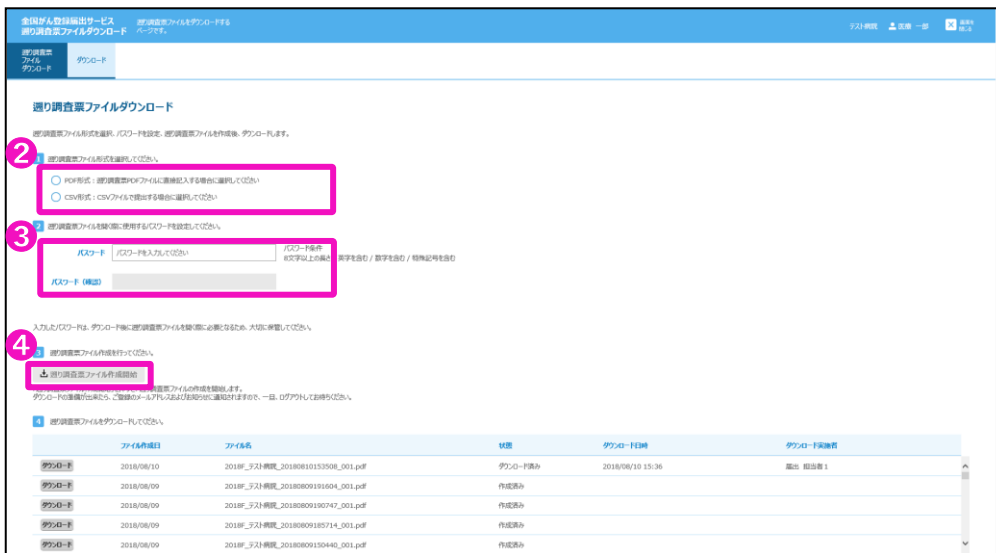 全国がん登録届出サービス
遡り調査票ファイルダウンロード
遡り調査票ファイルをダウンロードする
ページです。
テスト病院 医療 一郎 画面を
閉じる
遡り調査票
ファイル
ダウンロード
ダウンロード
遡り調査票ファイルダウンロード
遡り調査票ファイル形式を選択、パスワードを設定、遡り調査票ファイルを作成後、ダウンロードします。
2
1 遡り調査票ファイル形式を選択してください。
PDF形式：遡り調査票PDFファイルに直接記入する場合に選択してください
CSV形式：CSVファイルで提出する場合に選択してください
3
2 遡り調査票ファイルを開く際に使用するパスワードを設定してください。
パスワード パスワードを入力してください
パスワード条件
8文字以上の長さ 英字を含む / 数字を含む / 特殊記号を含む
パスワード（確認）
入力したパスワードは、ダウンロード後に遡り調査票ファイルを開く際に必要となるため、大切に保管してください。
4
3 遡り調査票ファイル作成を行ってください。
遡り調査票ファイル作成開始
調査票ファイルの作成を開始します。
ダウンロードの準備が出来たら、ご登録のメールアドレスおよびお知らせに通知されますので、一旦、ログアウトしてお待ちください。
4 遡り調査票ファイルをダウンロードしてください。
ファイル作成日 ファイル名 状態 ダウンロード日時 ダウンロード実施者
ダウンロード 2018/08/10 2018F_テスト病院_20180810153508_001.pdf ダウンロード済み 2018/08/10 15:36 届出 担当者1
ダウンロード 2018/08/09 2018F_テスト病院_20180809191604_001.pdf 作成済み
ダウンロード 2018/08/09 2018F_テスト病院_20180809190747_001.pdf 作成済み
ダウンロード 2018/08/09 2018F_テスト病院_20180809185714_001.pdf 作成済み
ダウンロード 2018/08/09 2018F_テスト病院_20180809150440_001.pdf 作成済み